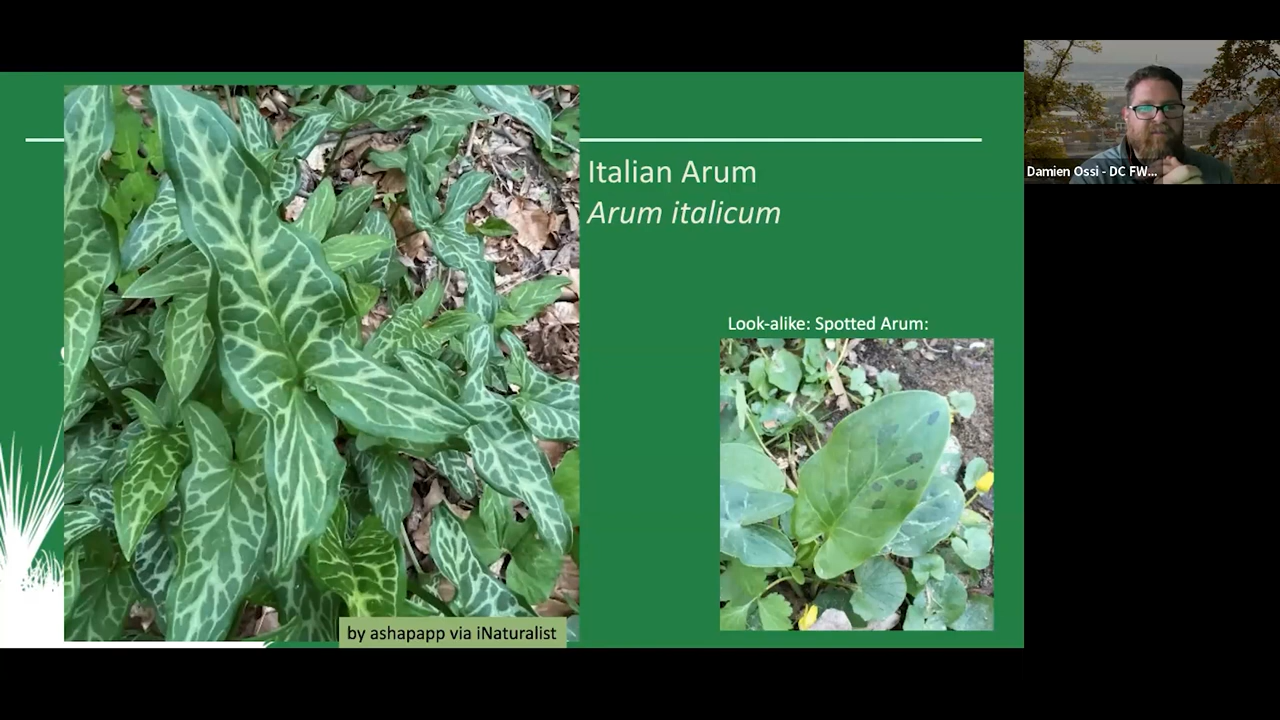 Italian Arum
Arum italicum
Look-alike: Spotted Arum:
by ashapapp via iNaturalist
Damien Ossi - DC FW...